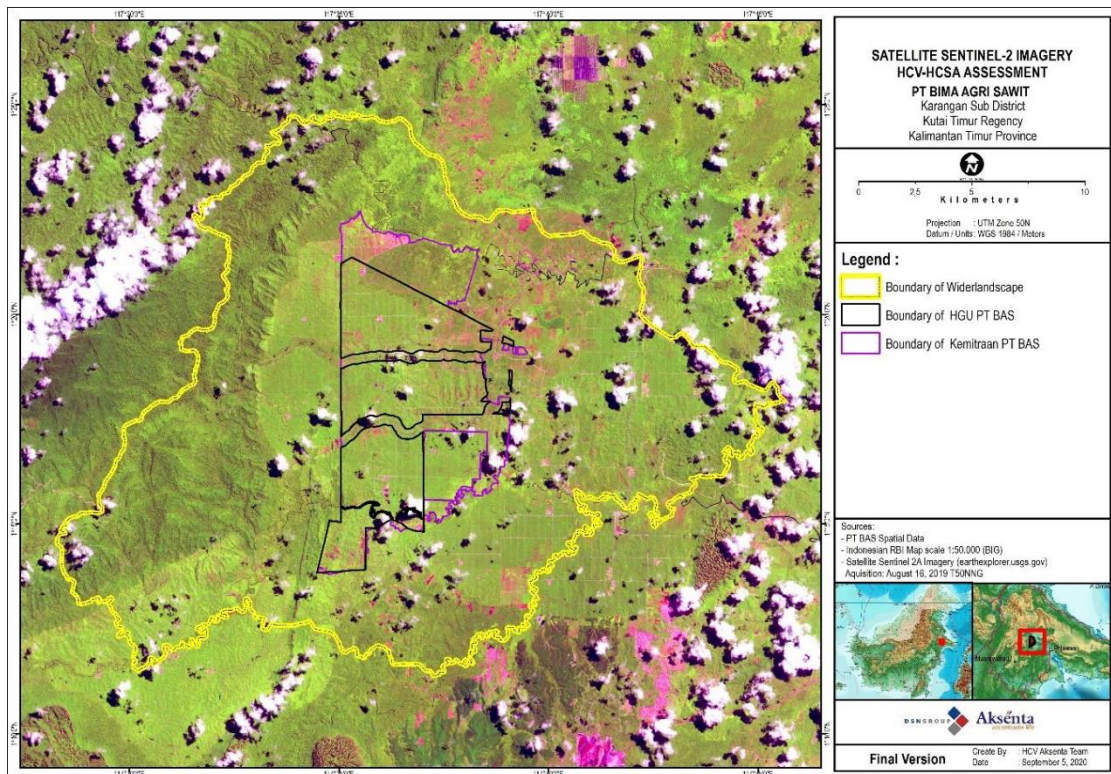 SATELLITE SENTINEL-2 IMAGERY
HCV-HCSA ASSESSMENT
PT BIMA AGRI SAWIT
Karangan Sub District
Kutai Timur Regency
Kalimantan Timur Province
0 2,5 5 10
Kilometers
Projection : UTM Zone 50N
Datum / Units: WGS 1984 / Meters
Legend :
Boundary of Widerlandscape
Boundary of HGU PT BAS
Boundary of Kemitraan PT BAS
Sources:
- PT BAS Spatial Data
- Indonesian RBI Map scale 1:50.000 (BIG)
- Satellite Sentinel 2A Imagery (earthexplorer.usgs.gov)
Aquisition: August 16, 2019 T50NNG
DSNGROUP
Aksenta
Final Version
Create By : HCV Aksenta Team
Date : September 5, 2020